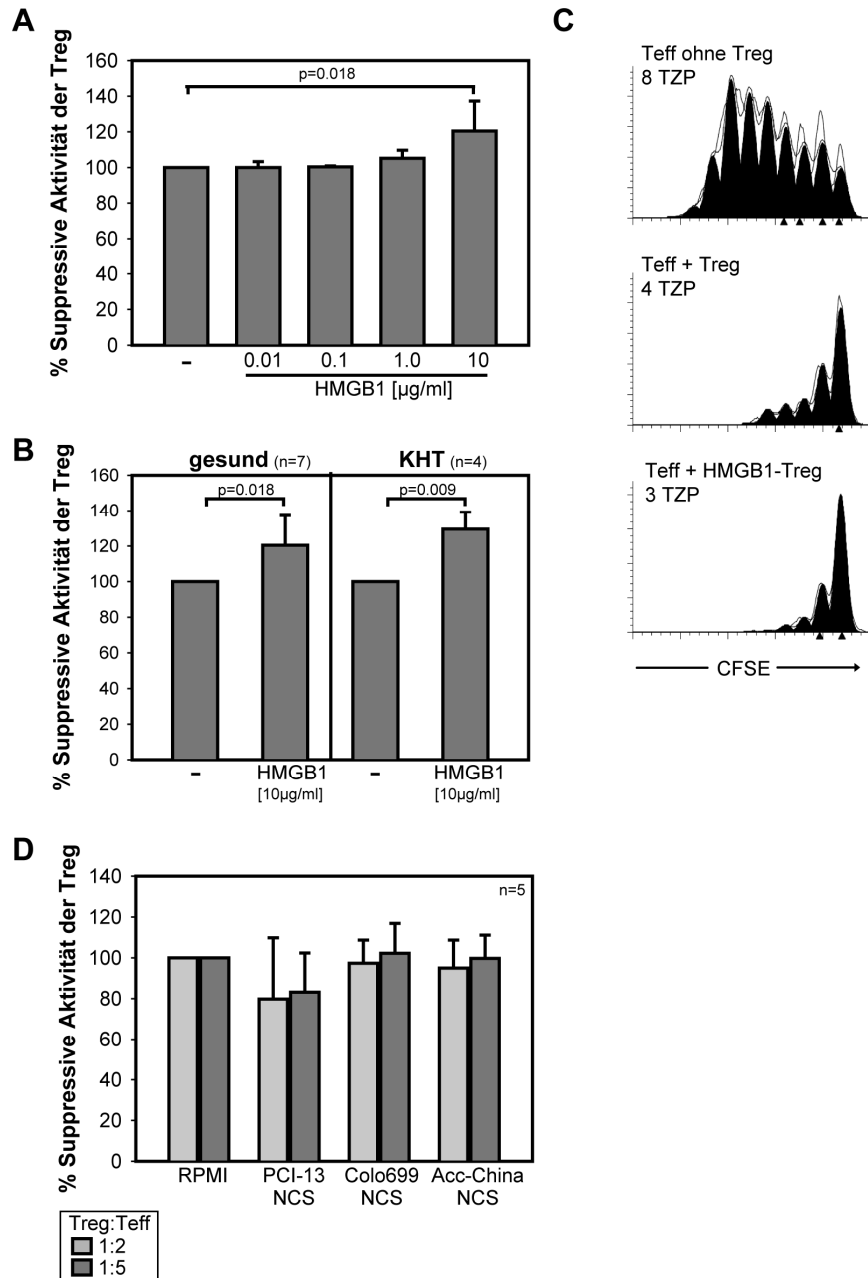 A
% Suppressive Aktivität der Treg
160
140
120
100
80
60
40
20
0
p=0.018
–
0.01
0.1
1.0
10
HMGB1 [µg/ml]
B
% Suppressive Aktivität der Treg
160
140
120
100
80
60
40
20
0
gesund (n=7)
p=0.018
KHT (n=4)
p=0.009
–
HMGB1
[10µg/ml]
–
HMGB1
[10µg/ml]
C
Teff ohne Treg
8 TZP
Teff + Treg
4 TZP
Teff + HMGB1-Treg
3 TZP
CFSE
D
% Suppressive Aktivität der Treg
140
120
100
80
60
40
20
0
n=5
RPMI
PCI-13
NCS
Colo699
NCS
Acc-China
NCS
Treg:Teff
1:2
1:5